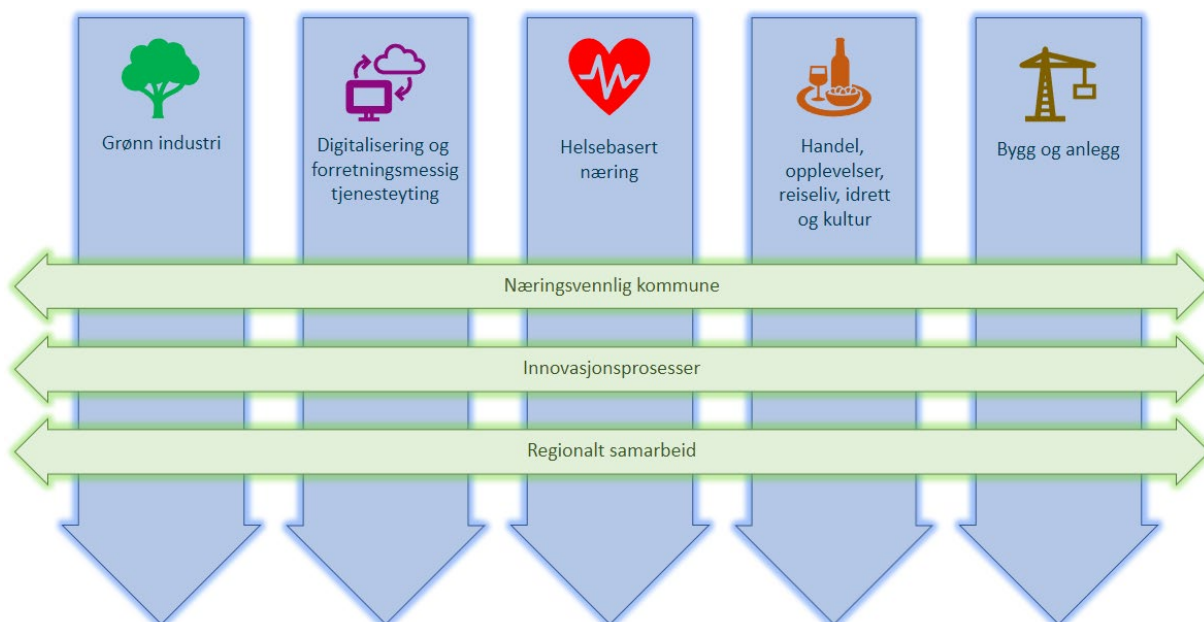 Grønn industri
Digitalisering og
forretningsmessig
tjenesteyting
Helsebasert
næring
Handel,
opplevelser,
reiseliv, idrett
og kultur
Bygg og anlegg
Næringsvennlig kommune
Innovasjonsprosesser
Regionalt samarbeid